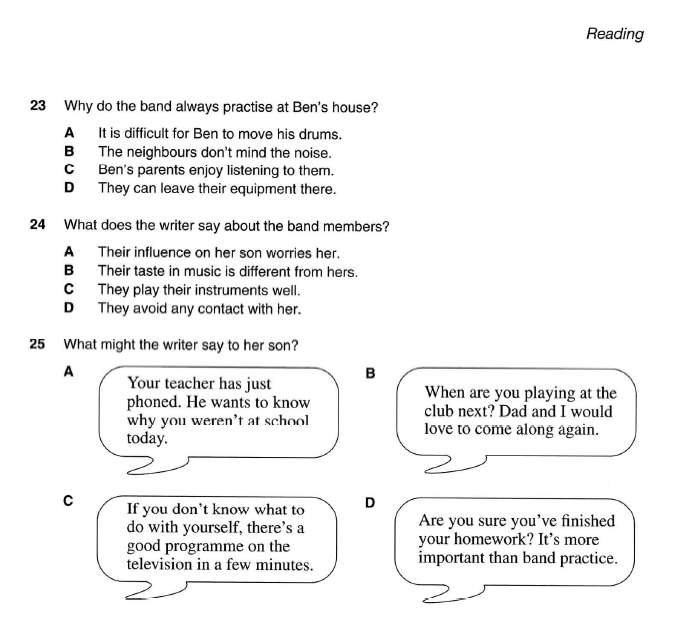 Reading
23 Why do the band always practise at Ben's house?
A It is difficult for Ben to move his drums.
B The neighbours don't mind the noise.
C Ben's parents enjoy listening to them.
D They can leave their equipment there.
24 What does the writer say about the band members?
A Their influence on her son worries her.
B Their taste in music is different from hers.
C They play their instruments well.
D They avoid any contact with her.
25 What might the writer say to her son?
A
Your teacher has just
phoned. He wants to know
why you weren't at school
today.
B
When are you playing at the
club next? Dad and I would
love to come along again.
C
If you don't know what to
do with yourself, there's a
good programme on the
television in a few minutes.
D
Are you sure you've finished
your homework? It's more
important than band practice.